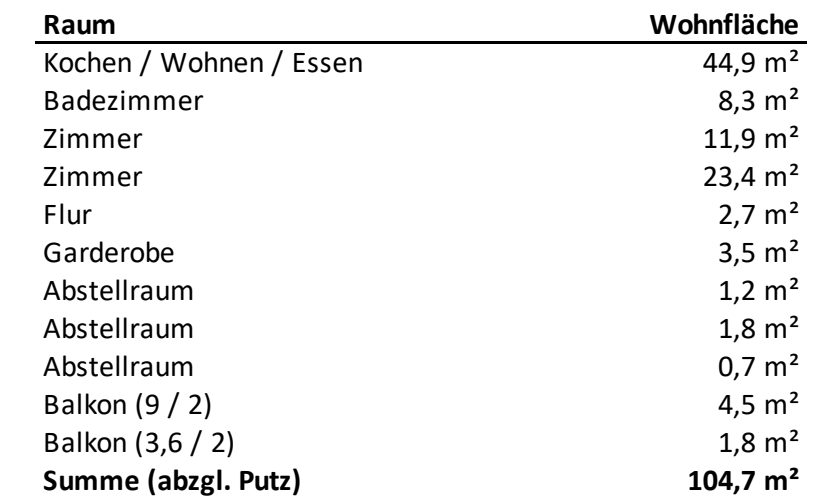 Raum Wohnfläche
Kochen / Wohnen / Essen 44,9 m²
Badezimmer 8,3 m²
Zimmer 11,9 m²
Zimmer 23,4 m²
Flur 2,7 m²
Garderobe 3,5 m²
Abstellraum 1,2 m²
Abstellraum 1,8 m²
Abstellraum 0,7 m²
Balkon (9 / 2) 4,5 m²
Balkon (3,6 / 2) 1,8 m²
Summe (abzgl. Putz) 104,7 m²